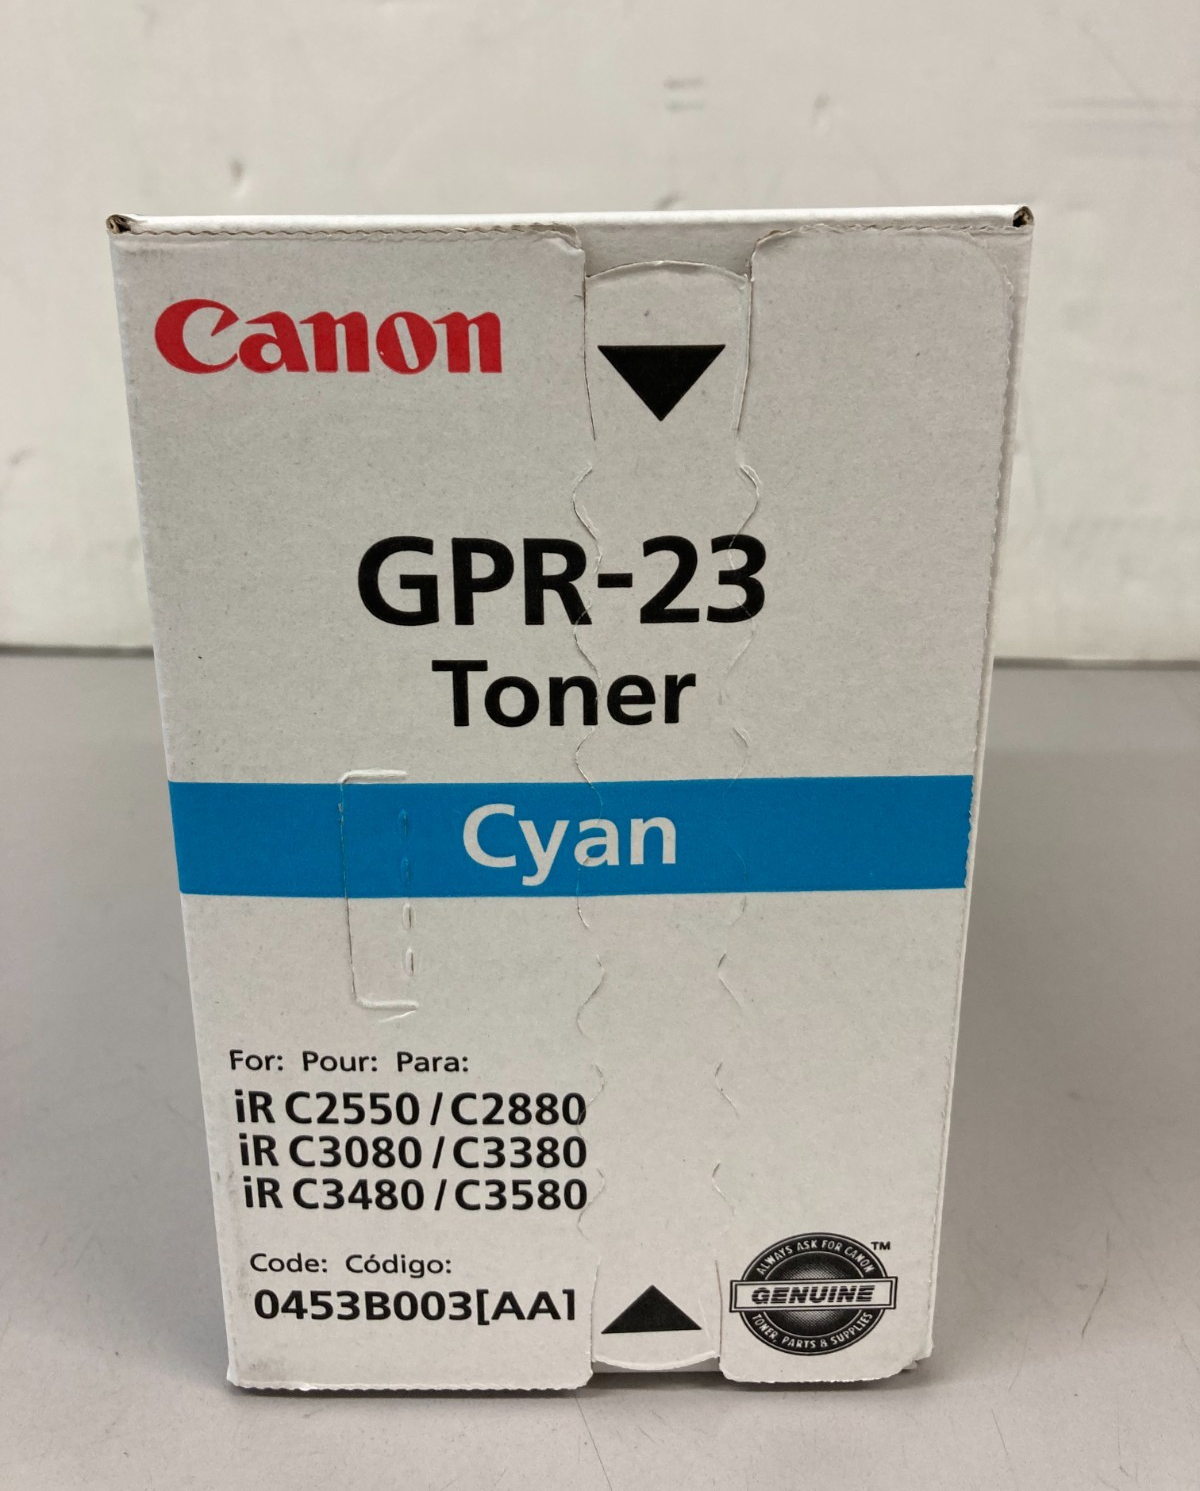 Canon
GPR-23
Toner
Cyan
For: Pour: Para:
iR C2550 / C2880
iR C3080 / C3380
iR C3480 / C3580
Code: Código:
0453B003[AA]
ALWAYS ASK FOR CANON
™
GENUINE
TONER, PARTS & SUPPLIES